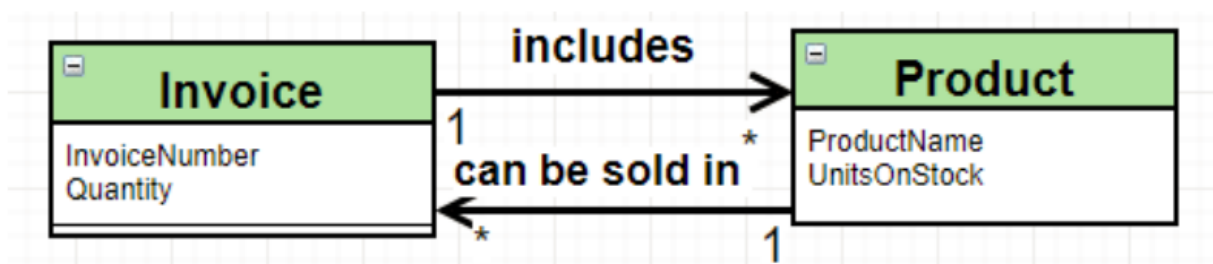 includes
Invoice
Product
1
*
InvoiceNumber
Quantity
can be sold in
ProductName
UnitsOnStock
*
1